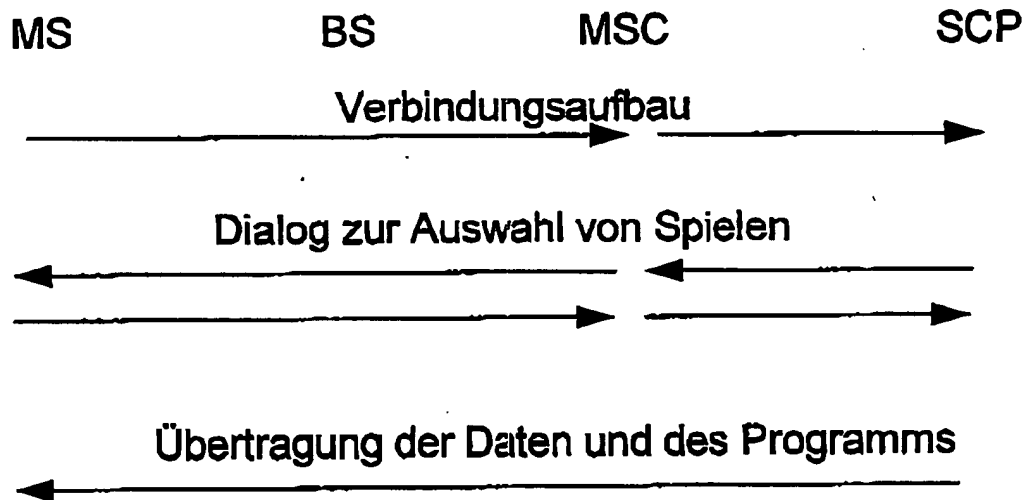 MS BS MSC SCP
Verbindungsaufbau
Dialog zur Auswahl von Spielen
Übertragung der Daten und des Programms